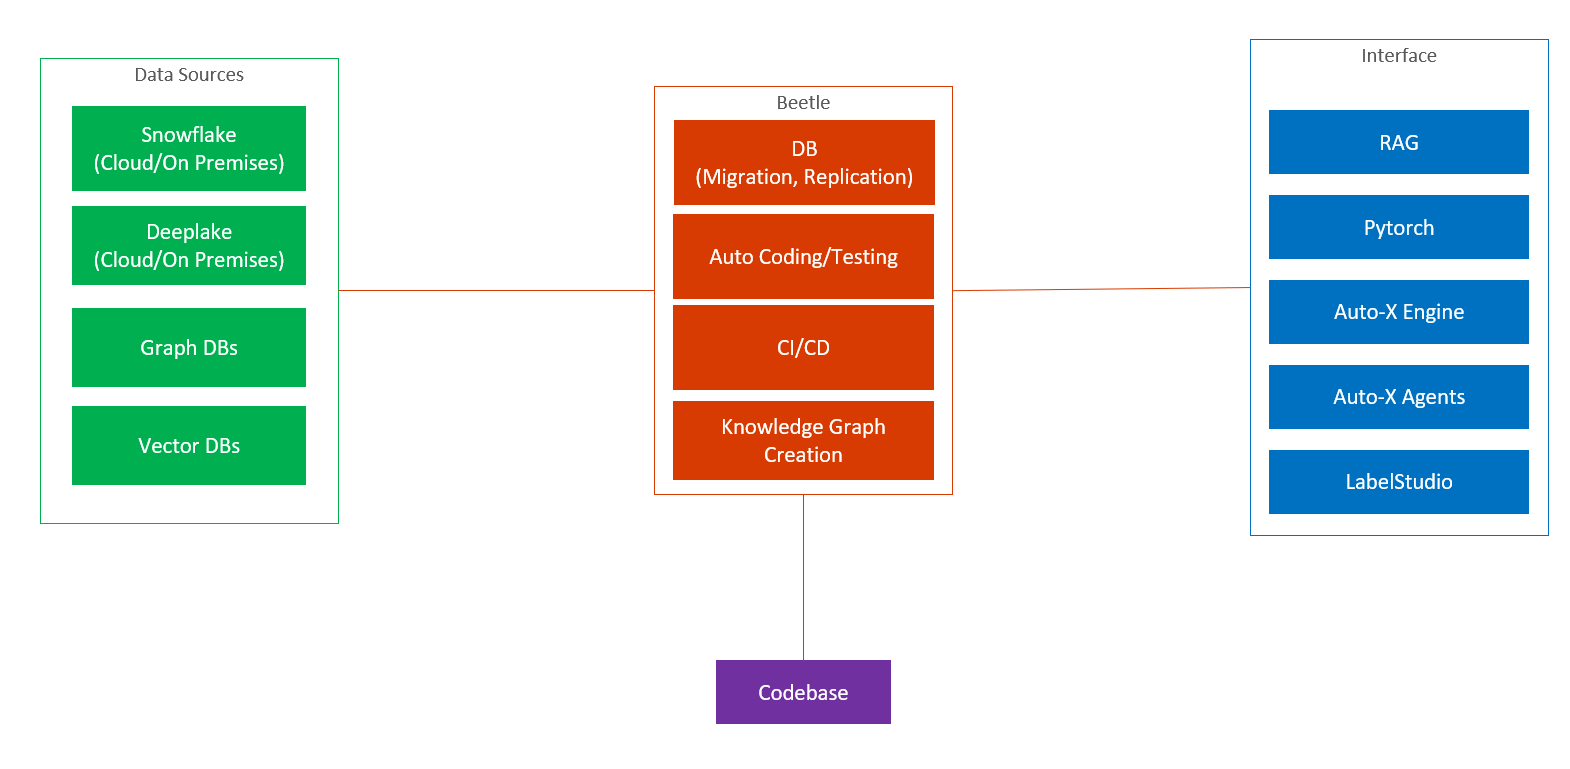 Data Sources
Snowflake
(Cloud/On Premises)
Deeplake
(Cloud/On Premises)
Graph DBs
Vector DBs
Beetle
DB
(Migration, Replication)
Auto Coding/Testing
CI/CD
Knowledge Graph
Creation
Interface
RAG
Pytorch
Auto-X Engine
Auto-X Agents
LabelStudio
Codebase